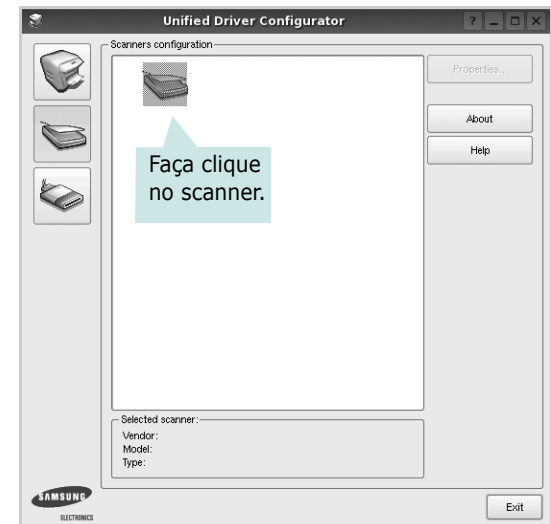 Unified Driver Configurator
Scanners configuration
Properties...
About
Help
Faça clique
no scanner.
Selected scanner:
Vendor:
Model:
Type:
SAMSUNG
ELECTRONICS
Exit